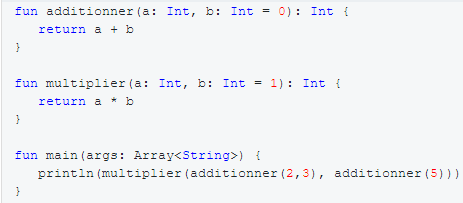 fun additionner(a: Int, b: Int = 0): Int {
return a + b
}
fun multiplier(a: Int, b: Int = 1): Int {
return a * b
}
fun main(args: Array<String>) {
println(multiplier(additionner(2,3), additionner(5)))
}